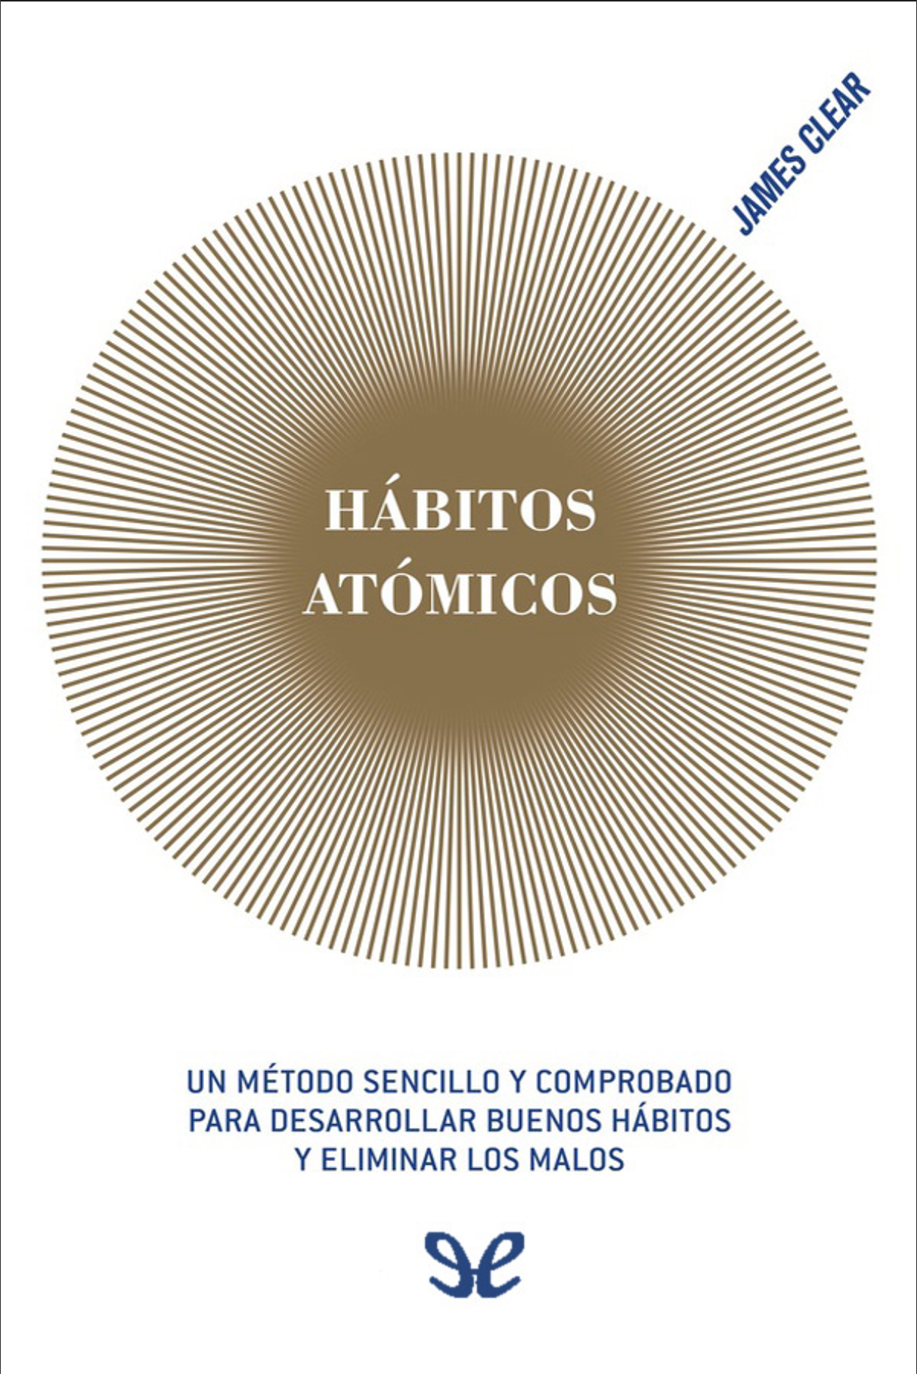 JAMES CLEAR
HÁBITOS
ATÓMICOS
UN MÉTODO SENCILLO Y COMPROBADO
PARA DESARROLLAR BUENOS HÁBITOS
Y ELIMINAR LOS MALOS